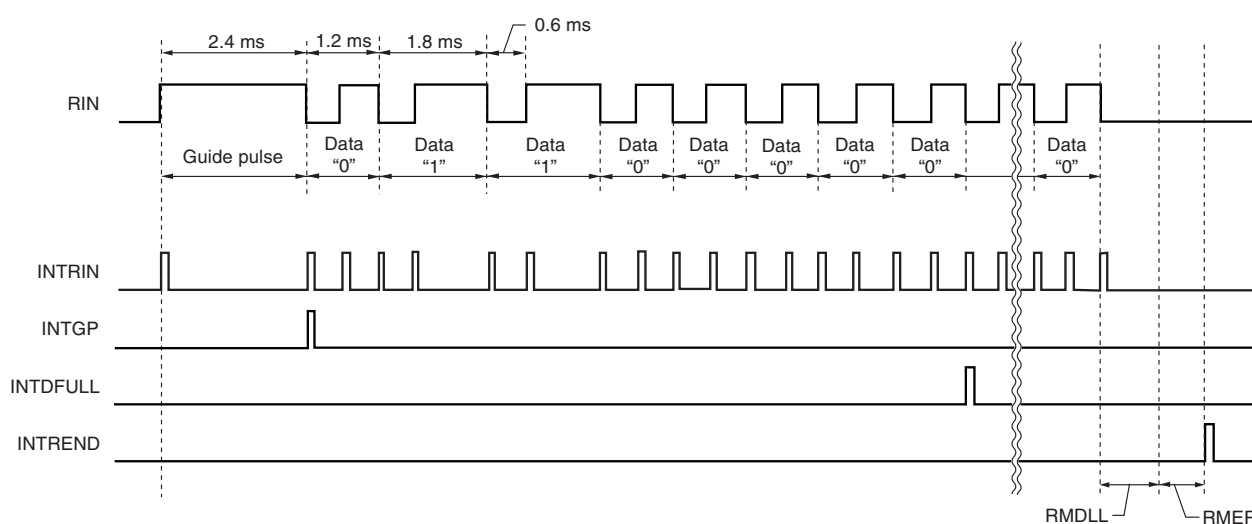 2.4 ms
1.2 ms
1.8 ms
0.6 ms
RIN
Guide pulse
Data
"0"
Data
"1"
Data
"1"
Data
"0"
Data
"0"
Data
"0"
Data
"0"
Data
"0"
Data
"0"
INTRIN
INTGP
INTDFULL
INTREND
RMDLL
RMER